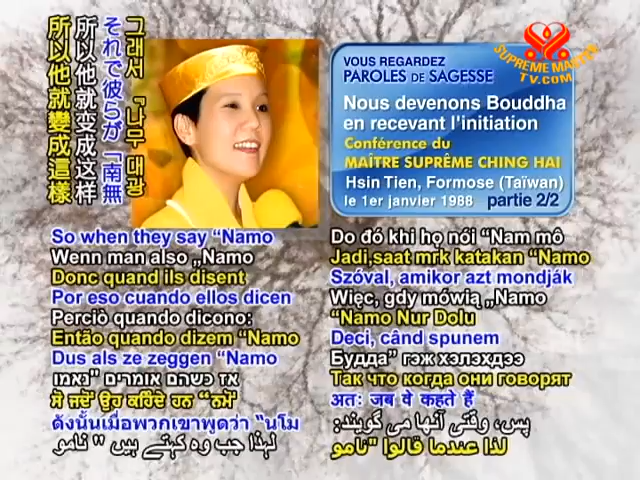 그래서 『나무 대광
それで彼らが「南無
所以他就变成这样
所以他就變成這樣
SUPREME MASTER
TV.COM
VOUS REGARDEZ
PAROLES DE SAGESSE
Nous devenons Bouddha
en recevant l'initiation
Conférence du
MAÎTRE SUPRÊME CHING HAI
Hsin Tien, Formose (Taïwan)
le 1er janvier 1988 partie 2/2
So when they say “Namo
Wenn man also „Namo
Donc quand ils disent
Por eso cuando ellos dicen
Perciò quando dicono:
Então quando dizem “Namo
Dus als ze zeggen “Namo
אז כשהם אומרים "נאמו
ਸੋ ਜਦੋਂ ਉਹ ਕਹਿੰਦੇ ਹਨ “ਨਮੋ
ดังนั้นเมื่อพวกเขาพูดว่า “นโม
لہذا جب وہ کہتے ہیں " نامو
Do đó khi họ nói “Nam mô
Jadi,saat mrk katakan “Namo
Szóval, amikor azt mondják
Więc, gdy mówią „Namo
“Namo Nur Dolu
Deci, când spunem
Будда” гэж хэлэхдээ
Так что когда они говорят
अतः जब वे कहते हैं
پس، وقتی آنها می گویند:
لذا عندما قالوا "نامو